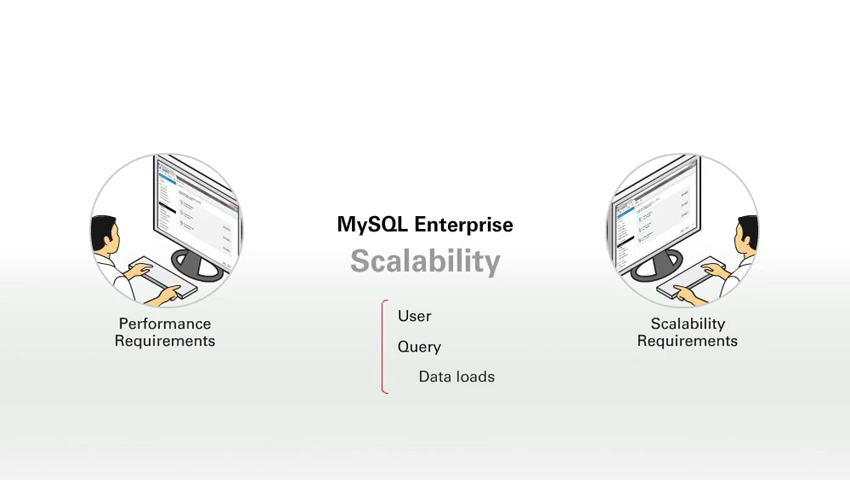 MySQL Enterprise
Scalability
User
Query
Data loads
Performance
Requirements
Scalability
Requirements